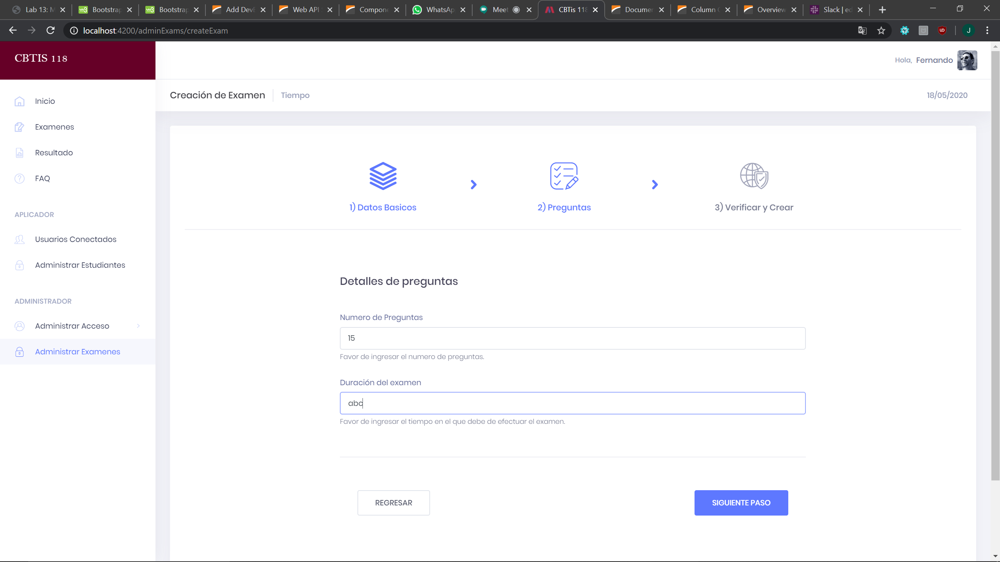 Lab 13: M
Bootstrap
Bootstrap
Add DevE
Web API
Compone
WhatsAp
Meet
CBTis 118
Documen
Column
Overview
Slack | ed
localhost:4200/adminExams/createExam
J
CBTIS 118
Hola, Fernando
Creación de Examen
Tiempo
18/05/2020
Inicio
Examenes
Resultado
FAQ
APLICADOR
Usuarios Conectados
Administrar Estudiantes
ADMINISTRADOR
Administrar Acceso
Administrar Examenes
1) Datos Basicos
2) Preguntas
3) Verificar y Crear
Detalles de preguntas
Numero de Preguntas
15
Favor de ingresar el numero de preguntas.
Duración del examen
abc
Favor de ingresar el tiempo en el que debe de efectuar el examen.
REGRESAR
SIGUIENTE PASO